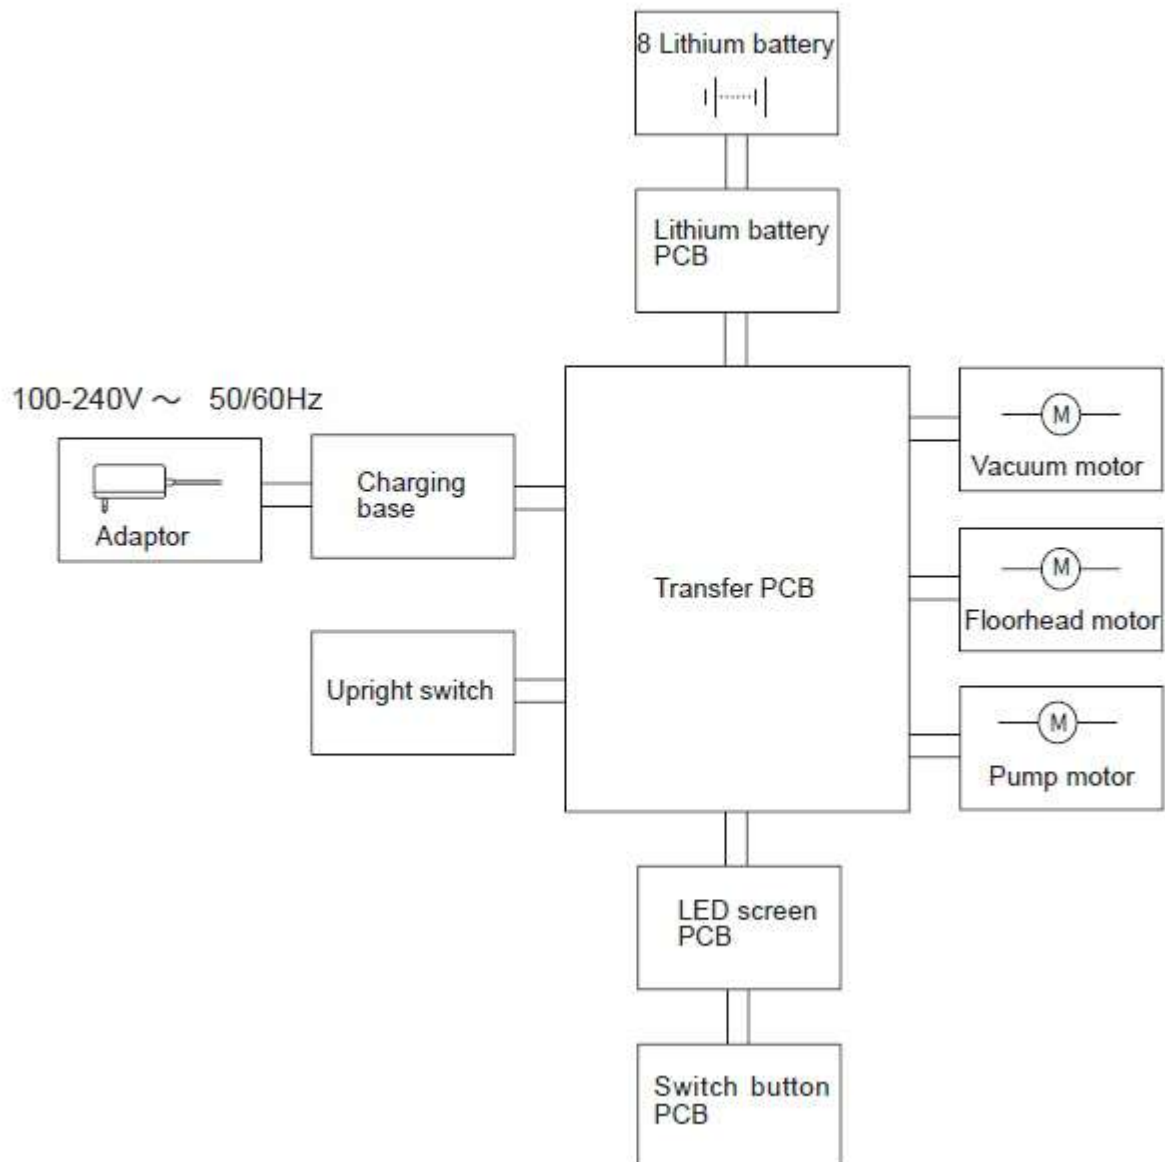 8 Lithium battery
Lithium battery
PCB
100-240V ～ 50/60Hz
Adaptor
Charging
base
Upright switch
Transfer PCB
M
Vacuum motor
M
Floorhead motor
M
Pump motor
LED screen
PCB
Switch button
PCB